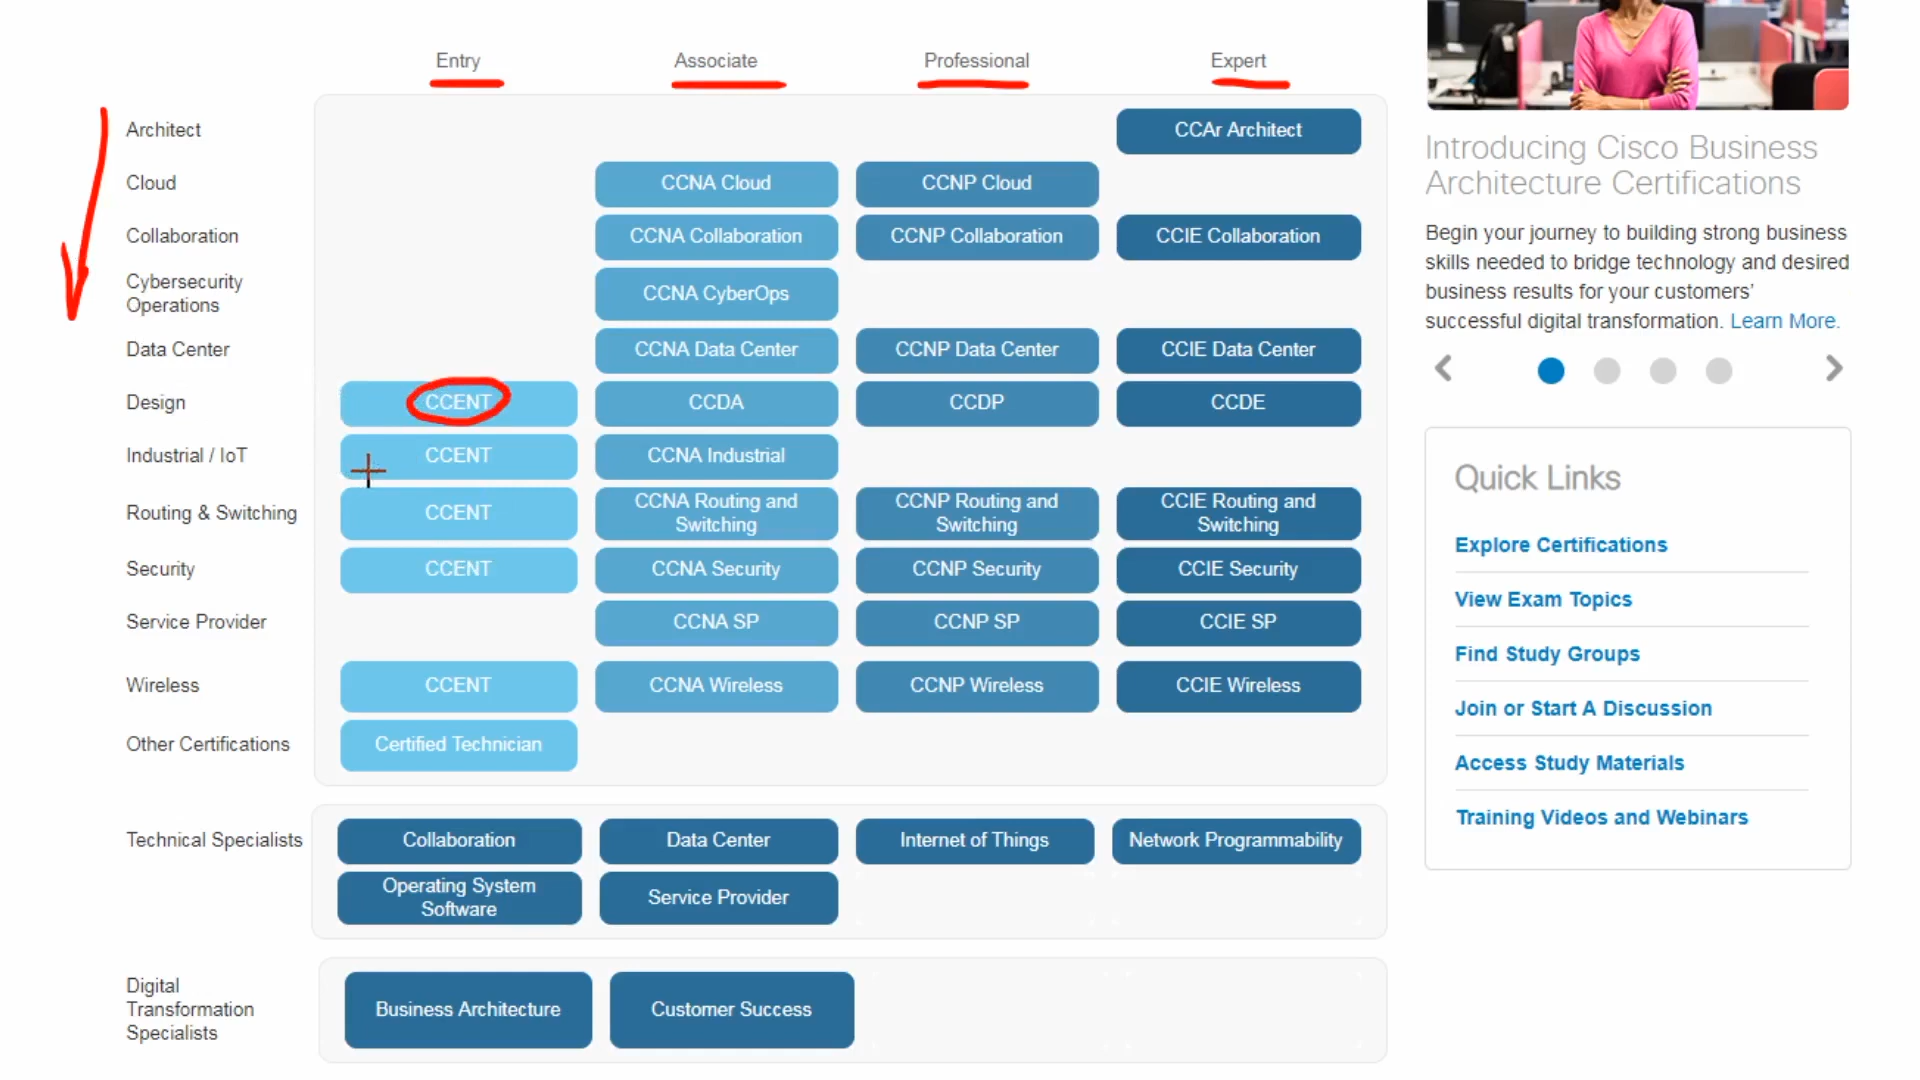 Entry Associate Professional Expert
Architect CCAr Architect
Cloud CCNA Cloud CCNP Cloud
Collaboration CCNA Collaboration CCNP Collaboration CCIE Collaboration
Cybersecurity
Operations
CCNA CyberOps
Data Center CCNA Data Center CCNP Data Center CCIE Data Center
Design CCENT CCDA CCDP CCDE
Industrial / IoT CCENT CCNA Industrial
Routing & Switching CCENT
CCNA Routing and
Switching
CCNP Routing and
Switching
CCIE Routing and
Switching
Security CCENT CCNA Security CCNP Security CCIE Security
Service Provider CCNA SP CCNP SP CCIE SP
Wireless CCENT CCNA Wireless CCNP Wireless CCIE Wireless
Other Certifications Certified Technician
Technical Specialists Collaboration Data Center Internet of Things Network Programmability
Operating System
Software
Service Provider
Digital
Transformation
Specialists
Business Architecture Customer Success
Introducing Cisco Business
Architecture Certifications
Begin your journey to building strong business
skills needed to bridge technology and desired
business results for your customers'
successful digital transformation. Learn More.
Quick Links
Explore Certifications
View Exam Topics
Find Study Groups
Join or Start A Discussion
Access Study Materials
Training Videos and Webinars